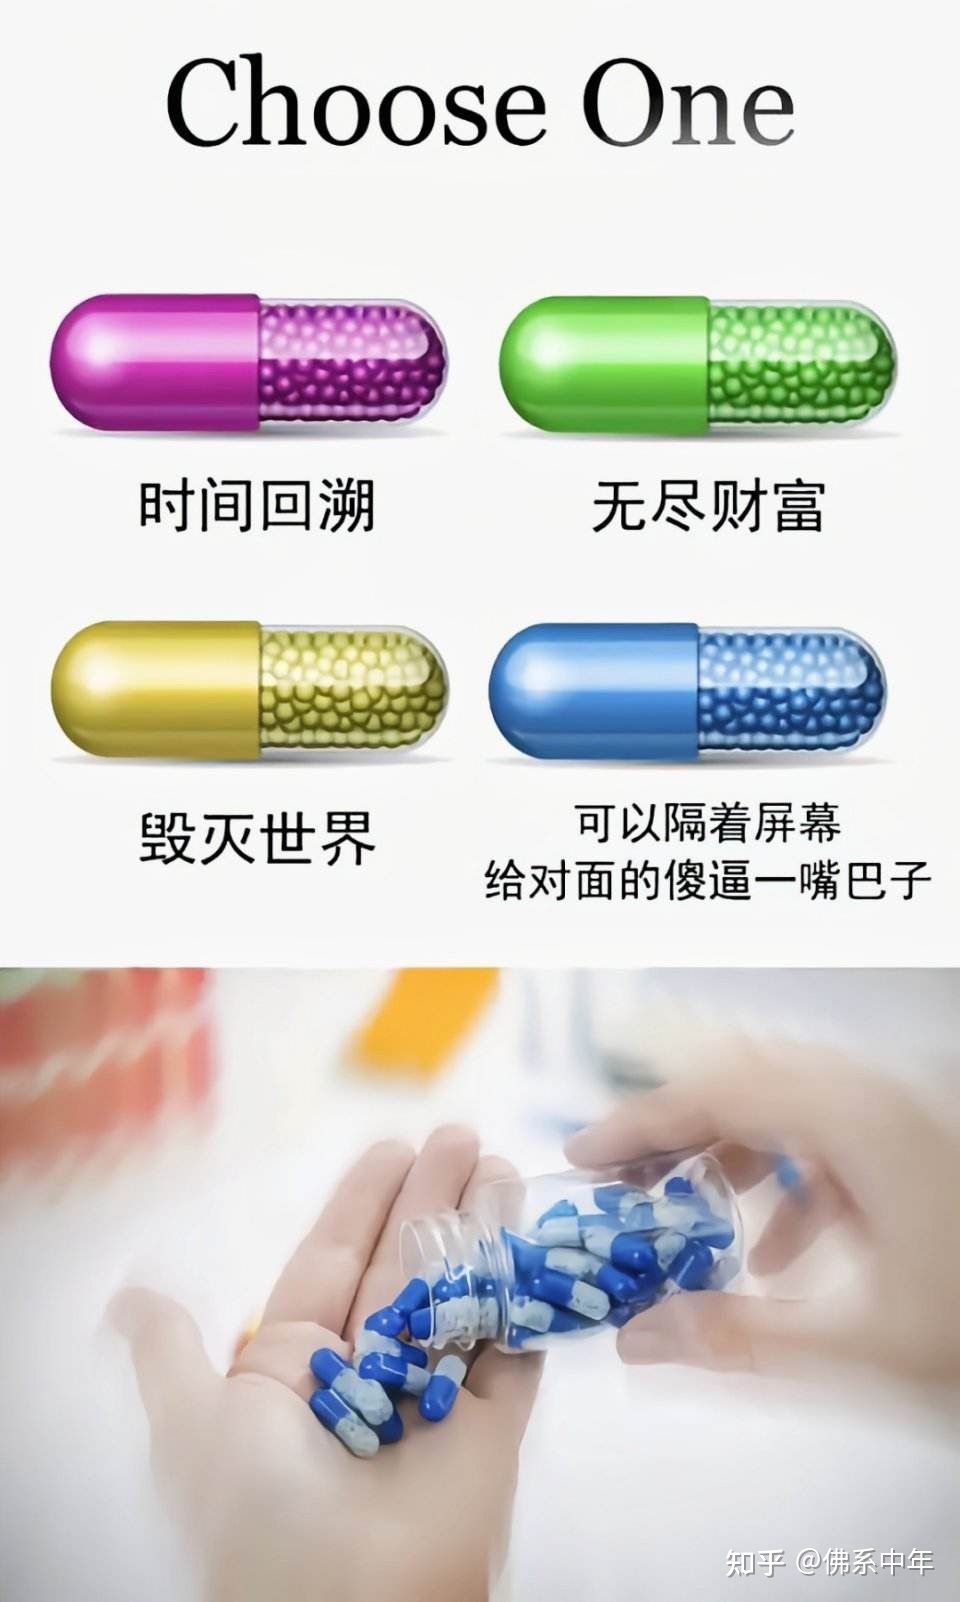 Choose One
时间回溯
无尽财富
毁灭世界
可以隔着屏幕
给对面的傻逼一嘴巴子
知乎 @佛系中年